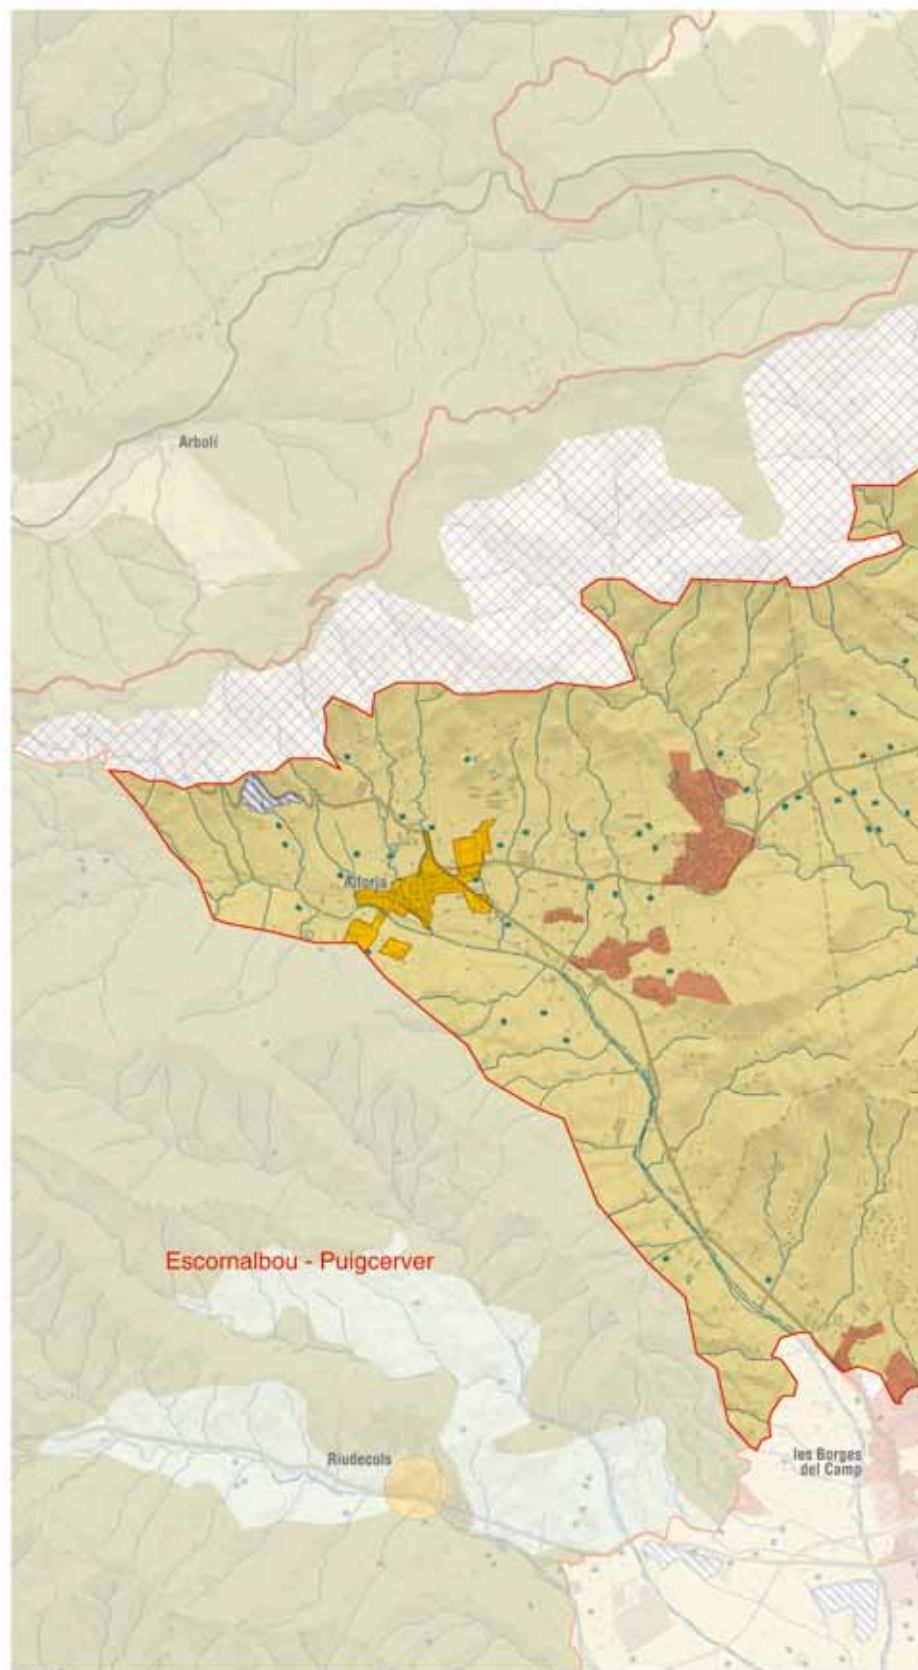 Arbolí
Alforja
Escornalbou - Puigcerver
Riudecols
les Borges
del Camp